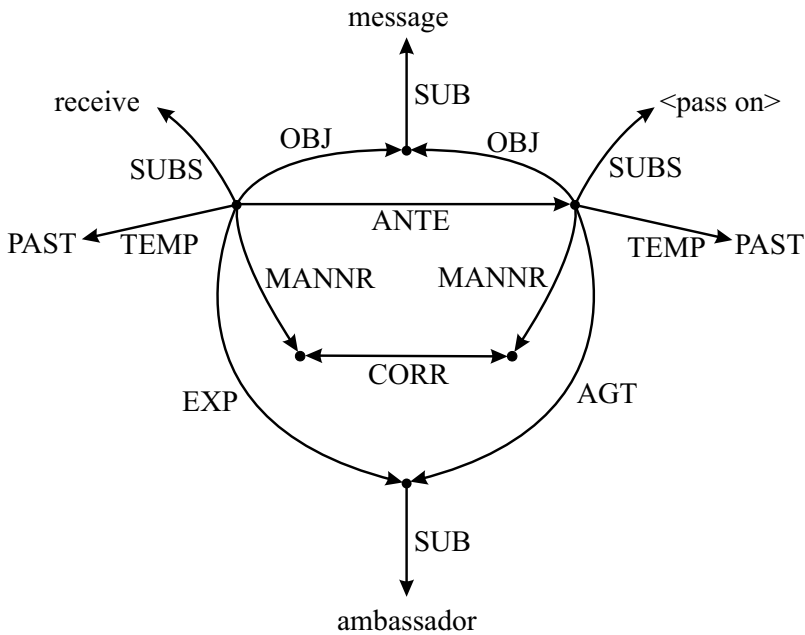 message
receive
SUB
<pass on>
OBJ
OBJ
SUBS
SUBS
ANTE
PAST
TEMP
TEMP
PAST
MANNR
MANNR
CORR
EXP
AGT
SUB
ambassador